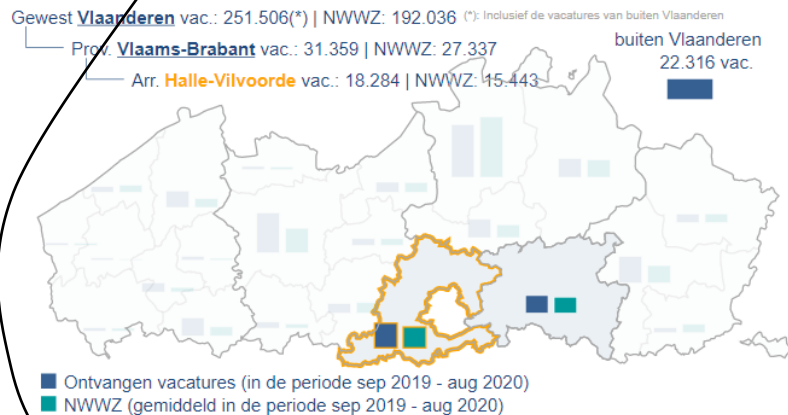 Gewest Vlaanderen vac.: 251.506(*) | NWWZ: 192.036 (*): Inclusief de vacatures van buiten Vlaanderen
Prov. Vlaams-Brabant vac.: 31.359 | NWWZ: 27.337
Arr. Halle-Vilvoorde vac.: 18.284 | NWWZ: 15.443
buiten Vlaanderen
22.316 vac.
Ontvangen vacatures (in de periode sep 2019 - aug 2020)
NWWZ (gemiddeld in de periode sep 2019 - aug 2020)